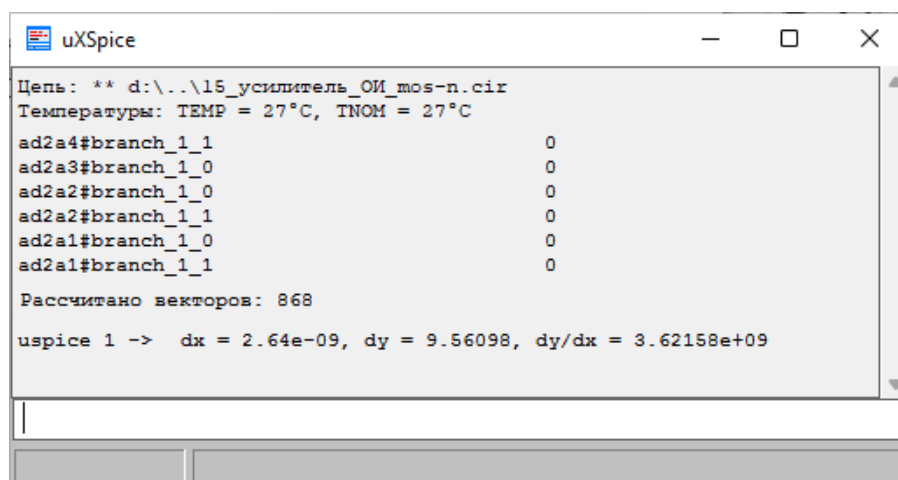 uXSpice
Цепь: ** d:\..\15_усилитель_ОИ_mos-n.cir
Температуры: TEMP = 27°C, TNOM = 27°C
ad2a4#branch_1_1 0
ad2a3#branch_1_0 0
ad2a2#branch_1_0 0
ad2a2#branch_1_1 0
ad2a1#branch_1_0 0
ad2a1#branch_1_1 0
Рассчитано векторов: 868
uspice 1 -> dx = 2.64e-09, dy = 9.56098, dy/dx = 3.62158e+09